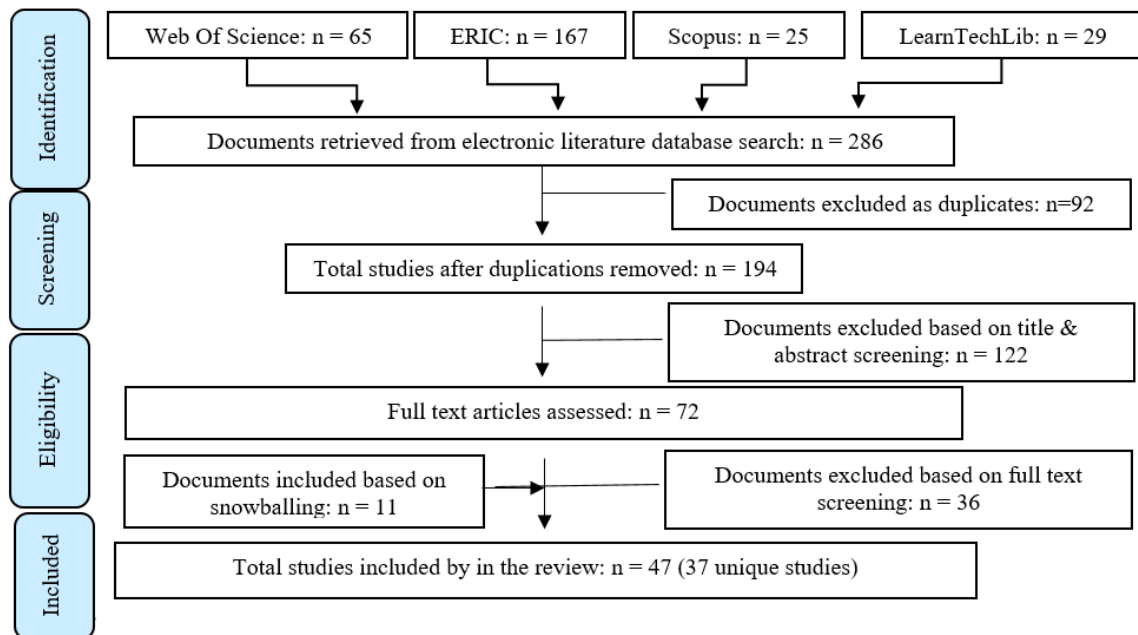 Identification
Web Of Science: n = 65
ERIC: n = 167
Scopus: n = 25
LearnTechLib: n = 29
Documents retrieved from electronic literature database search: n = 286
Documents excluded as duplicates: n=92
Screening
Total studies after duplications removed: n = 194
Documents excluded based on title &
abstract screening: n = 122
Eligibility
Full text articles assessed: n = 72
Documents included based on
snowballing: n = 11
Documents excluded based on full text
screening: n = 36
Included
Total studies included by in the review: n = 47 (37 unique studies)